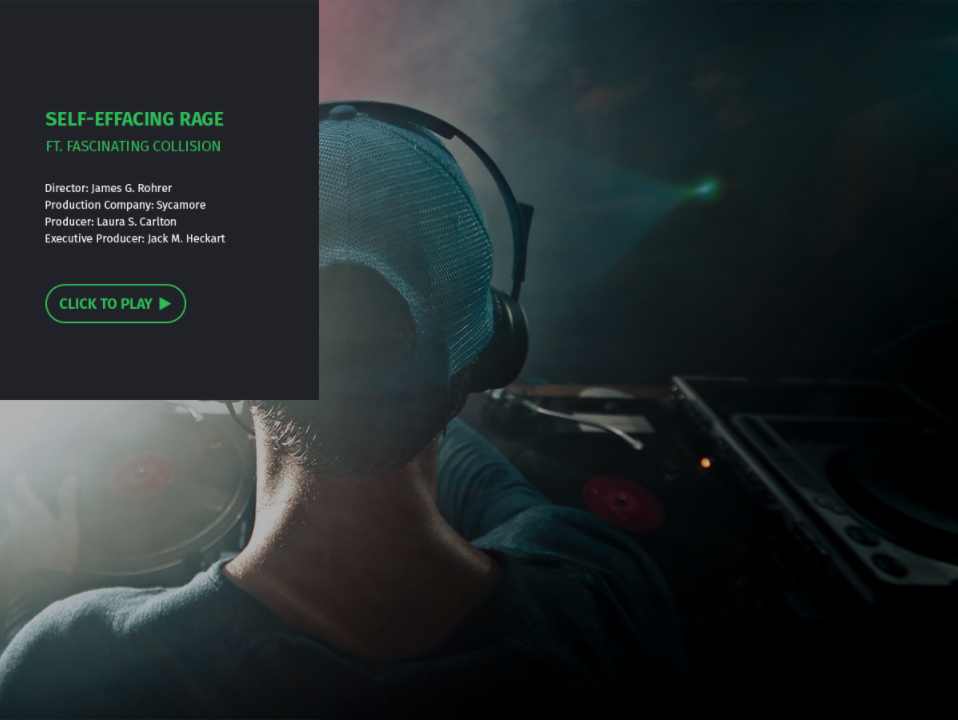 SELF-EFFACING RAGE
FT. FASCINATING COLLISION
Director: James G. Rohrer
Production Company: Sycamore
Producer: Laura S. Carlton
Executive Producer: Jack M. Heckart
CLICK TO PLAY